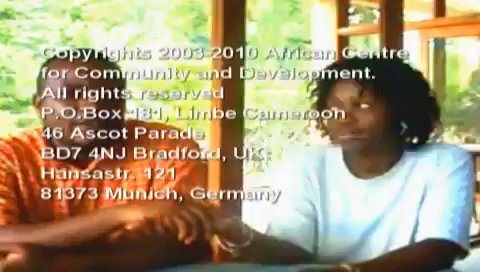 Copyrights 2003-2010 African Centre
for Community and Development.
All rights reserved
P.O.Box 181, Limbe Cameroon
46 Ascot Parade
BD7 4NJ Bradford, UK
Hansastr. 121
81373 Munich, Germany